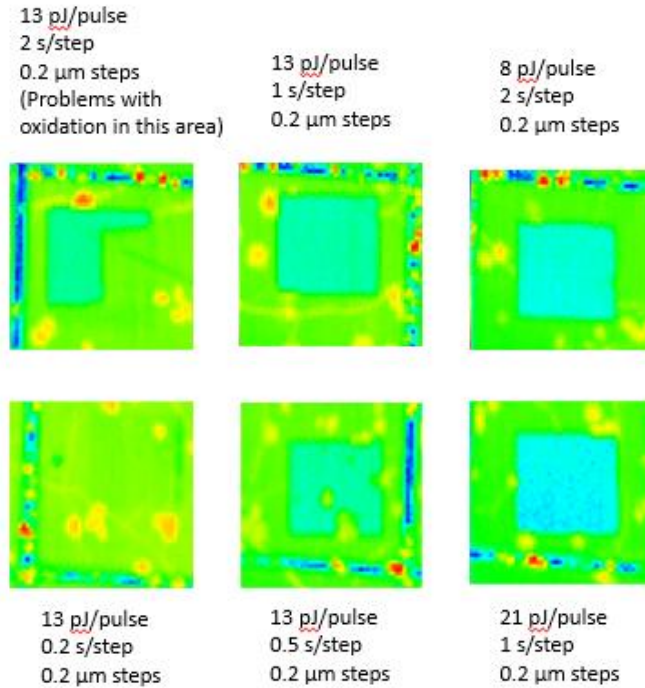 13 pJ/pulse
2 s/step
0.2 µm steps
(Problems with
oxidation in this area)
13 pJ/pulse
1 s/step
0.2 µm steps
8 pJ/pulse
2 s/step
0.2 µm steps
13 pJ/pulse
0.2 s/step
0.2 µm steps
13 pJ/pulse
0.5 s/step
0.2 µm steps
21 pJ/pulse
1 s/step
0.2 µm steps